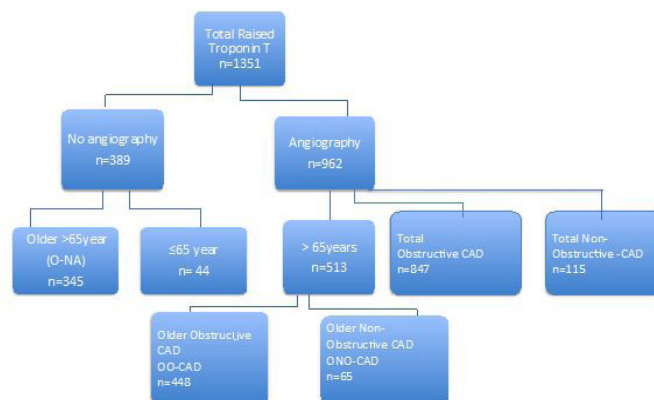 Total Raised
Troponin T
n=1351
No angiography
n=389
Angiography
n=962
Older >65year
(O-NA)
n=345
≤65 year
n= 44
> 65years
n=513
Total
Obstructive CAD
n=847
Total Non-
Obstructive -CAD
n=115
Older Obstructive
CAD
OO-CAD
n=448
Older Non-
Obstructive CAD
ONO-CAD
n=65